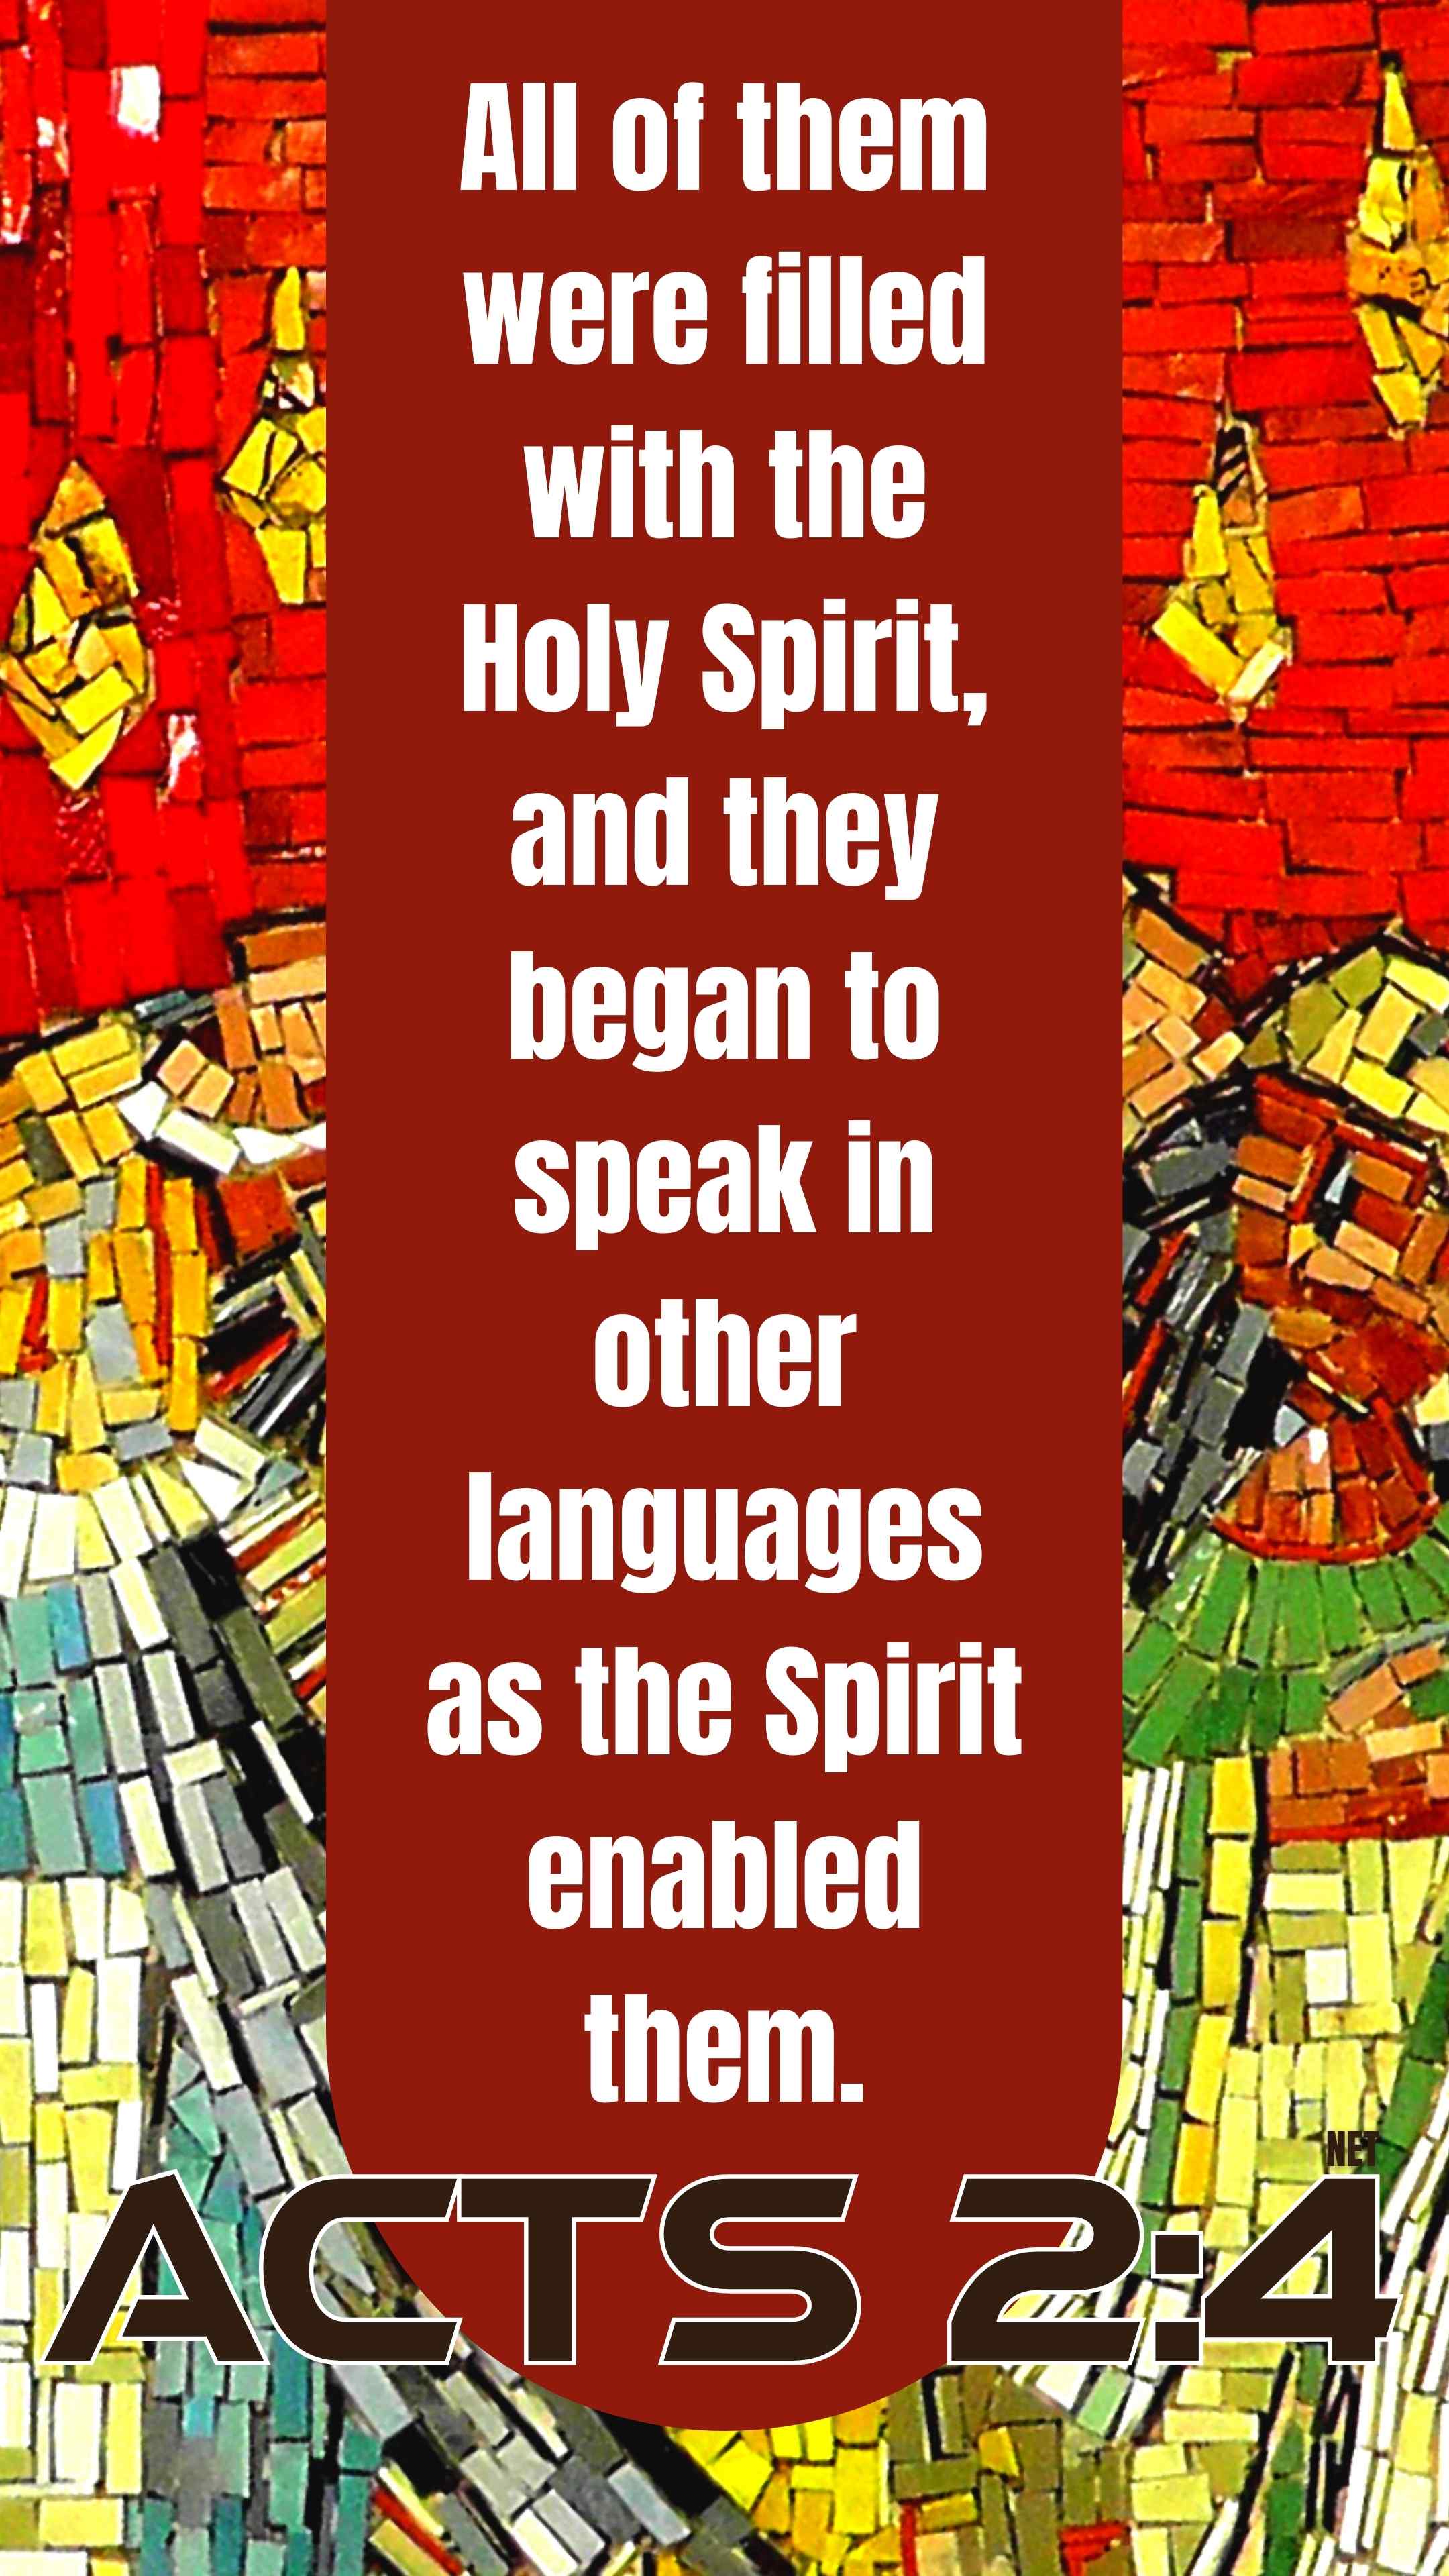 All of them
were filled
with the
Holy Spirit,
and they
began to
speak in
other
languages
as the Spirit
enabled
them.
NET
ACTS 2:4